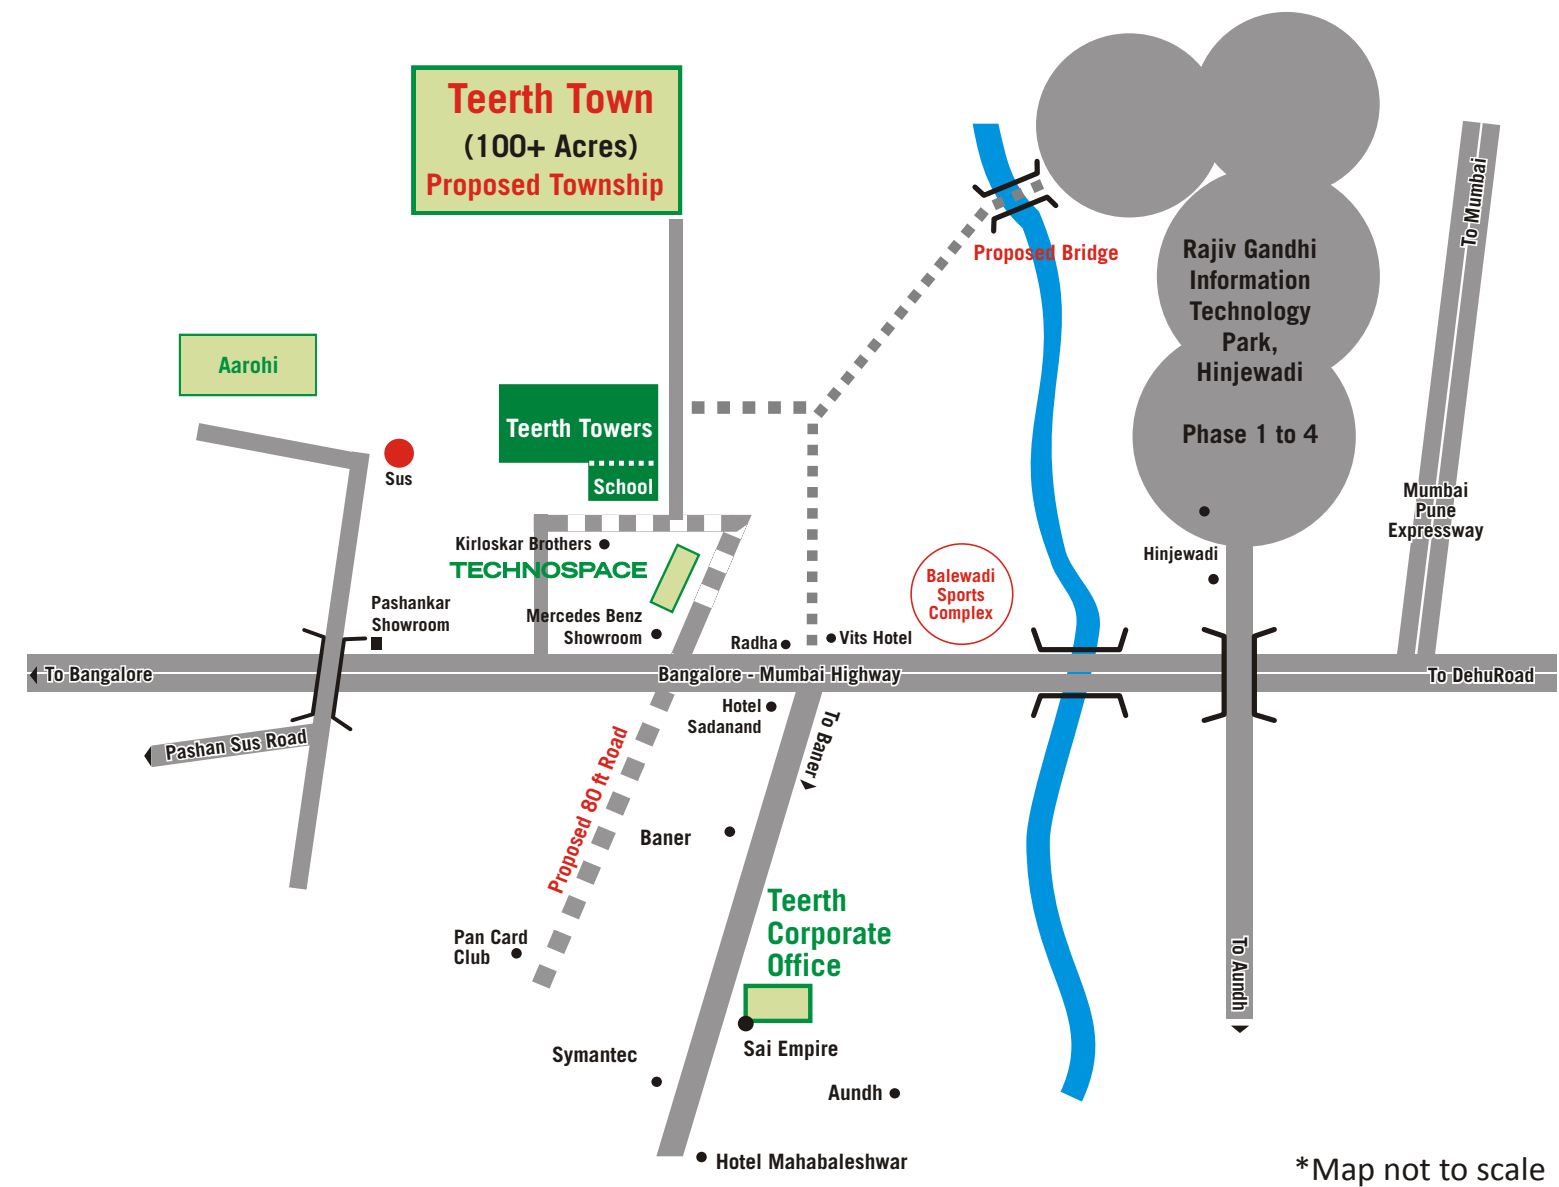 Teerth Town
(100+ Acres)
Proposed Township
Proposed Bridge
Rajiv Gandhi
Information
Technology
Park,
Hinjewadi
Phase 1 to 4
To Mumbai
Aarohi
Teerth Towers
School
Sus
Kirloskar Brothers
TECHNOSPACE
Mumbai
Pune
Expressway
Hinjewadi
Balewadi
Sports
Complex
Pashankar
Showroom
Mercedes Benz
Showroom
Radha
Vits Hotel
To Bangalore
Bangalore - Mumbai Highway
To DehuRoad
Hotel
Sadanand
To Baner
Pashan Sus Road
Proposed 80 ft Road
Baner
Teerth
Corporate
Office
Pan Card
Club
To Aundh
Sai Empire
Symantec
Aundh
Hotel Mahabaleshwar
*Map not to scale